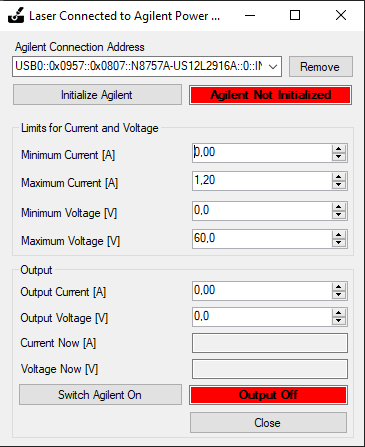 Laser Connected to Agilent Power ...
Agilent Connection Address
USB0::0x0957::0x0807::N8757A-US12L2916A::0::IN
Remove
Initialize Agilent
Agilent Not Initialized
Limits for Current and Voltage
Minimum Current [A]
0,00
Maximum Current [A]
1,20
Minimum Voltage [V]
0,0
Maximum Voltage [V]
60,0
Output
Output Current [A]
0,00
Output Voltage [V]
0,0
Current Now [A]
Voltage Now [V]
Switch Agilent On
Output Off
Close